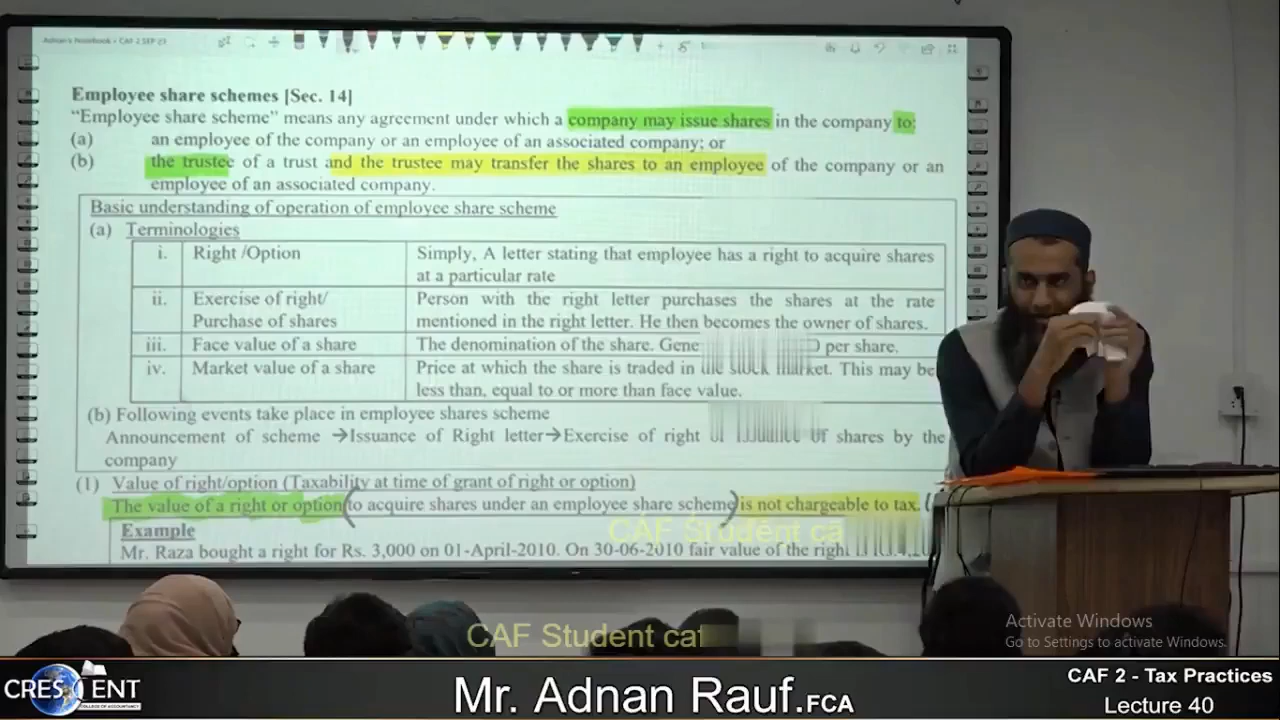 Adnan's Notebook • CAF 2 SEP 23
Employee share schemes [Sec. 14]
"Employee share scheme" means any agreement under which a company may issue shares in the company to:
(a) an employee of the company or an employee of an associated company; or
(b) the trustee of a trust and the trustee may transfer the shares to an employee of the company or an
employee of an associated company.
Basic understanding of operation of employee share scheme
(a) Terminologies
i. Right /Option Simply, A letter stating that employee has a right to acquire shares
at a particular rate
ii. Exercise of right/ Person with the right letter purchases the shares at the rate
Purchase of shares mentioned in the right letter. He then becomes the owner of shares.
iii. Face value of a share The denomination of the share. per share.
iv. Market value of a share Price at which the share is traded in the stock market. This may be
less than, equal to or more than face value.
(b) Following events take place in employee shares scheme
Announcement of scheme →Issuance of Right letter→Exercise of right of shares by the
company
(1) Value of right/option (Taxability at time of grant of right or option)
The value of a right or option (to acquire shares under an employee share scheme) is not chargeable to tax. (
CAF Student ca
Example
Mr. Raza bought a right for Rs. 3,000 on 01-April-2010. On 30-06-2010 fair value of the right
CAF Student ca
Activate Windows
Go to Settings to activate Windows.
CRESCENT
COLLEGE OF ACCOUNTANCY
Mr. Adnan Rauf.FCA
CAF 2 - Tax Practices
Lecture 40